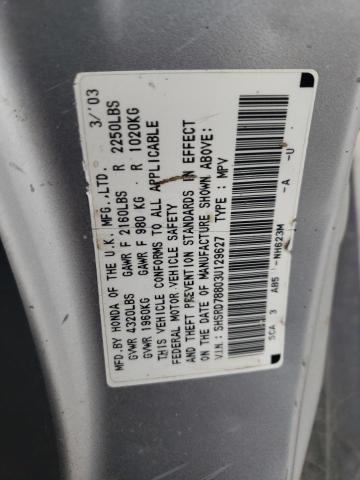 MFD. BY HONDA OF THE U.K. MFG.,LTD. 3/'03
GVWR 4320LBS GAWR F 2160LBS R 2250LBS
GVWR 1960KG GAWR F 980 KG · R 1020KG
THIS VEHICLE CONFORMS TO ALL APPLICABLE
FEDERAL MOTOR VEHICLE SAFETY
AND THEFT PREVENTION STANDARDS IN EFFECT
ON THE DATE OF MANUFACTURE SHOWN ABOVE:
V.I.N.: SHSRD78803U129627 TYPE: MPV
SCA 3 A85 -NH623M -A -U